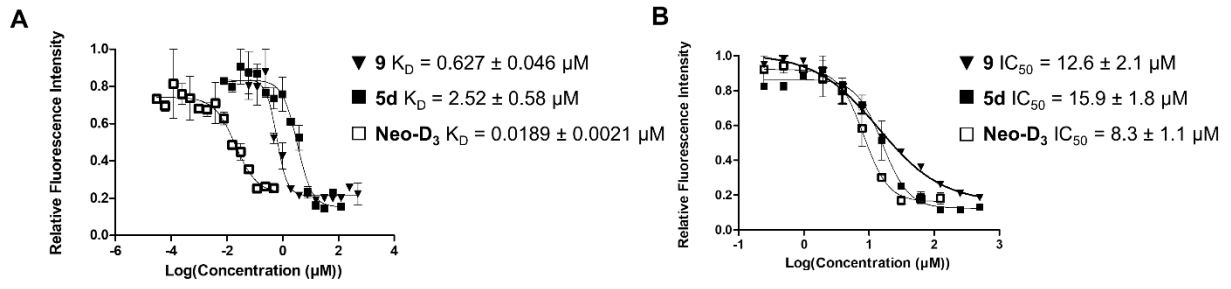 A
Relative Fluorescence Intensity
1.0
0.8
0.6
0.4
0.2
0.0
-6
-4
-2
0
2
4
Log(Concentration (µM))
9 KD = 0.627 ± 0.046 µM
5d KD = 2.52 ± 0.58 µM
Neo-D3 KD = 0.0189 ± 0.0021 µM
B
Relative Fluorescence Intensity
1.0
0.8
0.6
0.4
0.2
0.0
-1
0
1
2
3
Log(Concentration (µM))
9 IC50 = 12.6 ± 2.1 µM
5d IC50 = 15.9 ± 1.8 µM
Neo-D3 IC50 = 8.3 ± 1.1 µM